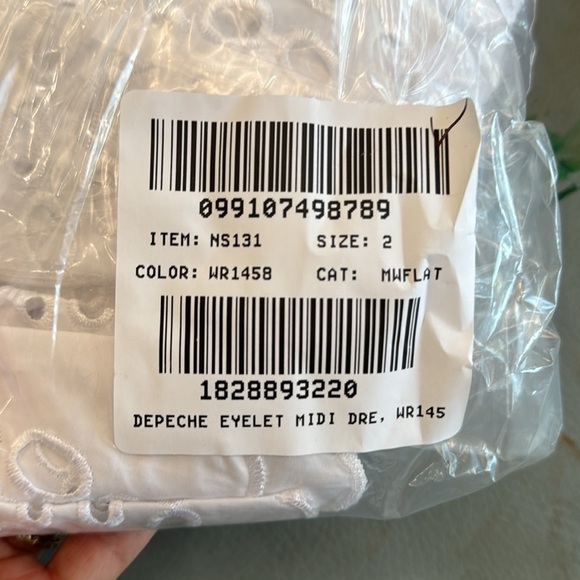 099107498789
ITEM: NS131 SIZE: 2
COLOR: WR1458 CAT: MWFLAT
1828893220
DEPECHE EYELET MIDI DRE, WR145